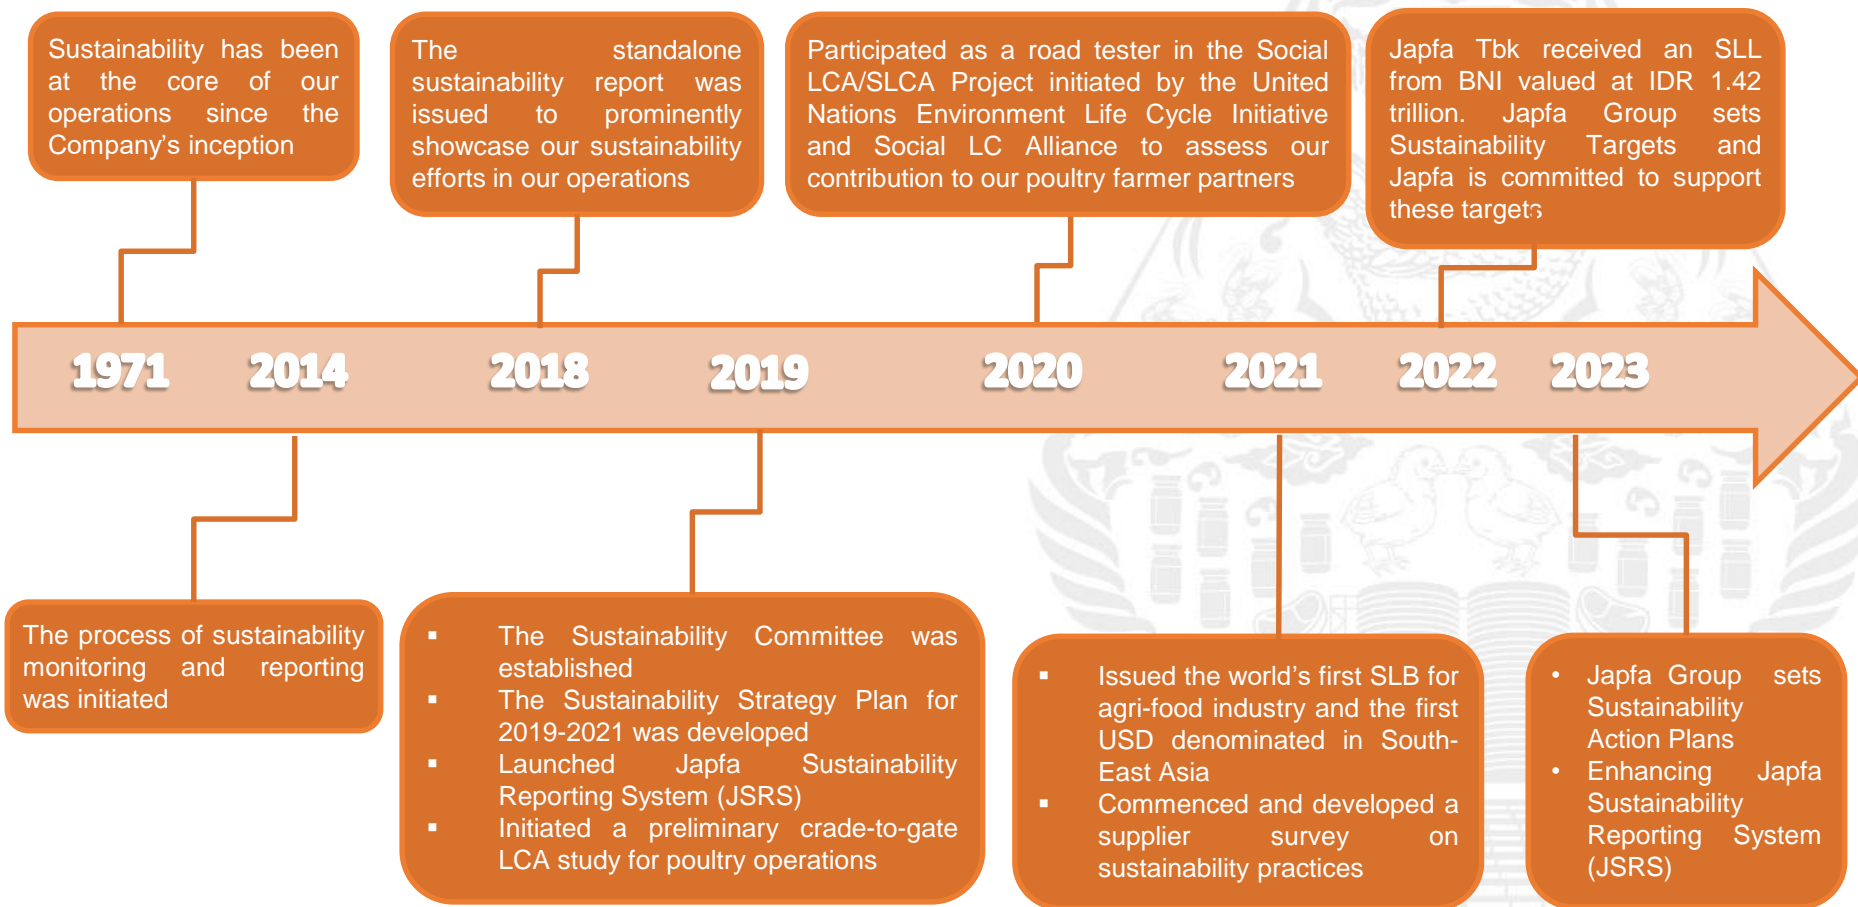 Sustainability has been
at the core of our
operations since the
Company's inception
The standalone
sustainability report was
issued to prominently
showcase our sustainability
efforts in our operations
Participated as a road tester in the Social
LCA/SLCA Project initiated by the United
Nations Environment Life Cycle Initiative
and Social LC Alliance to assess our
contribution to our poultry farmer partners
Japfa Tbk received an SLL
from BNI valued at IDR 1.42
trillion. Japfa Group sets
Sustainability Targets and
Japfa is committed to support
these targets
1971 2014 2018 2019 2020 2021 2022 2023
The process of sustainability
monitoring and reporting
was initiated
▪ The Sustainability Committee was
established
▪ The Sustainability Strategy Plan for
2019-2021 was developed
▪ Launched Japfa Sustainability
Reporting System (JSRS)
▪ Initiated a preliminary crade-to-gate
LCA study for poultry operations
▪ Issued the world's first SLB for
agri-food industry and the first
USD denominated in South-
East Asia
▪ Commenced and developed a
supplier survey on
sustainability practices
• Japfa Group sets
Sustainability
Action Plans
• Enhancing Japfa
Sustainability
Reporting System
(JSRS)